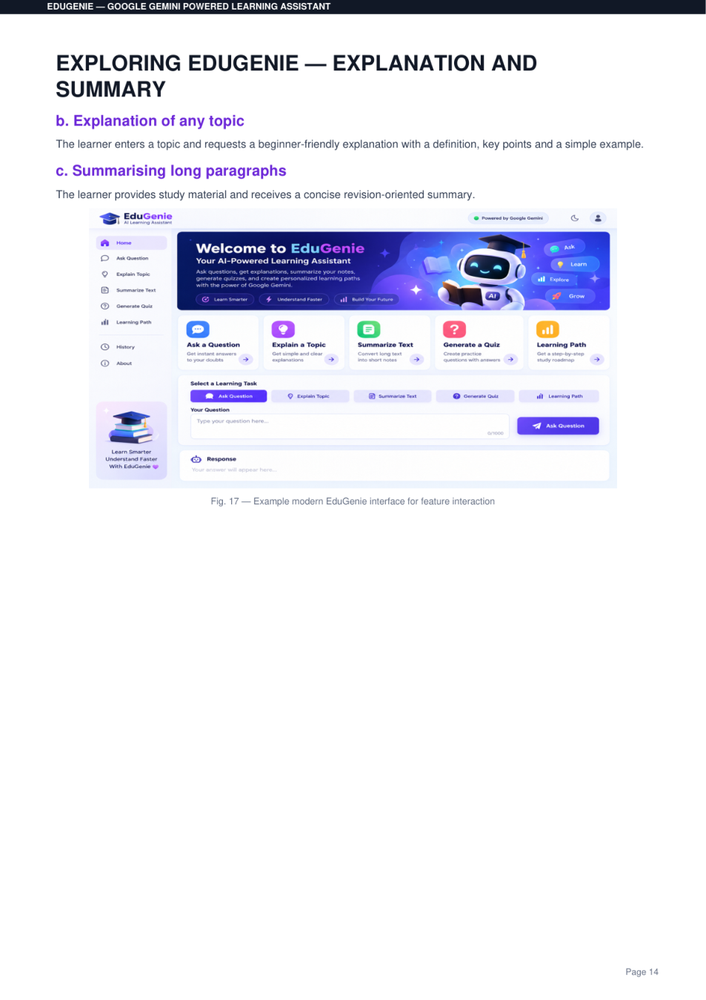 EDUGENIE — GOOGLE GEMINI POWERED LEARNING ASSISTANT
EXPLORING EDUGENIE — EXPLANATION AND
SUMMARY
b. Explanation of any topic
The learner enters a topic and requests a beginner-friendly explanation with a definition, key points and a simple example.
c. Summarising long paragraphs
The learner provides study material and receives a concise revision-oriented summary.
EduGenie
AI Learning Assistant
Powered by Google Gemini
Home
Ask Question
Explain Topic
Summarize Text
Generate Quiz
Learning Path
History
About
Learn Smarter
Understand Faster
With EduGenie
Welcome to EduGenie
Your AI-Powered Learning Assistant
Ask questions, get explanations, summarize your notes,
generate quizzes, and create personalized learning paths
with the power of Google Gemini.
Learn Smarter
Understand Faster
Build Your Future
AI
Ask
Learn
Explore
Grow
Ask a Question
Get instant answers
to your doubts
Explain a Topic
Get simple and clear
explanations
Summarize Text
Convert long text
into short notes
Generate a Quiz
Create practice
questions with answers
Learning Path
Get a step-by-step
study roadmap
Select a Learning Task
Ask Question
Explain Topic
Summarize Text
Generate Quiz
Learning Path
Your Question
Type your question here...
0/1000
Ask Question
Response
Your answer will appear here...
Fig. 17 — Example modern EduGenie interface for feature interaction
Page 14